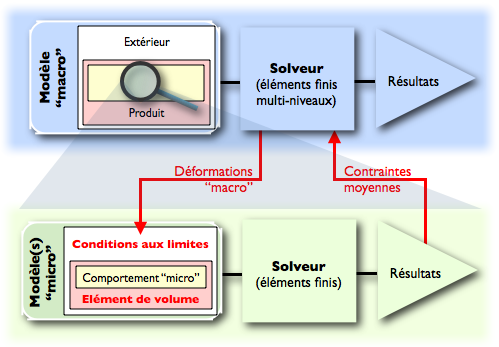 Modèle
“macro”
Extérieur
Produit
Solveur
(éléments finis
multi-niveaux)
Résultats
Déformations
“macro”
Contraintes
moyennes
Modèle(s)
“micro”
Conditions aux limites
Comportement “micro”
Elément de volume
Solveur
(éléments finis)
Résultats